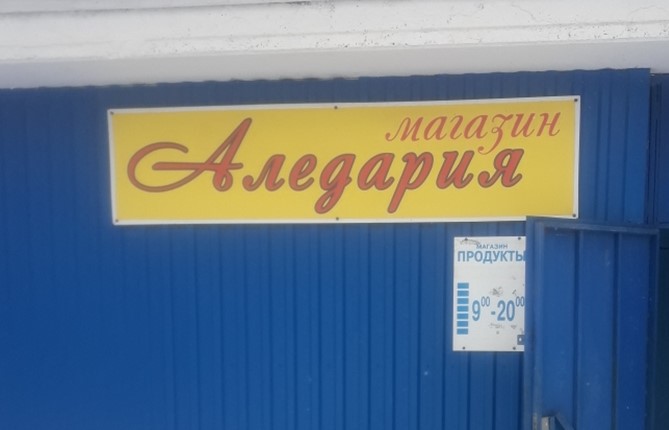 магазин
Аледария
МАГАЗИН
ПРОДУКТЫ
9⁰⁰-20⁰⁰